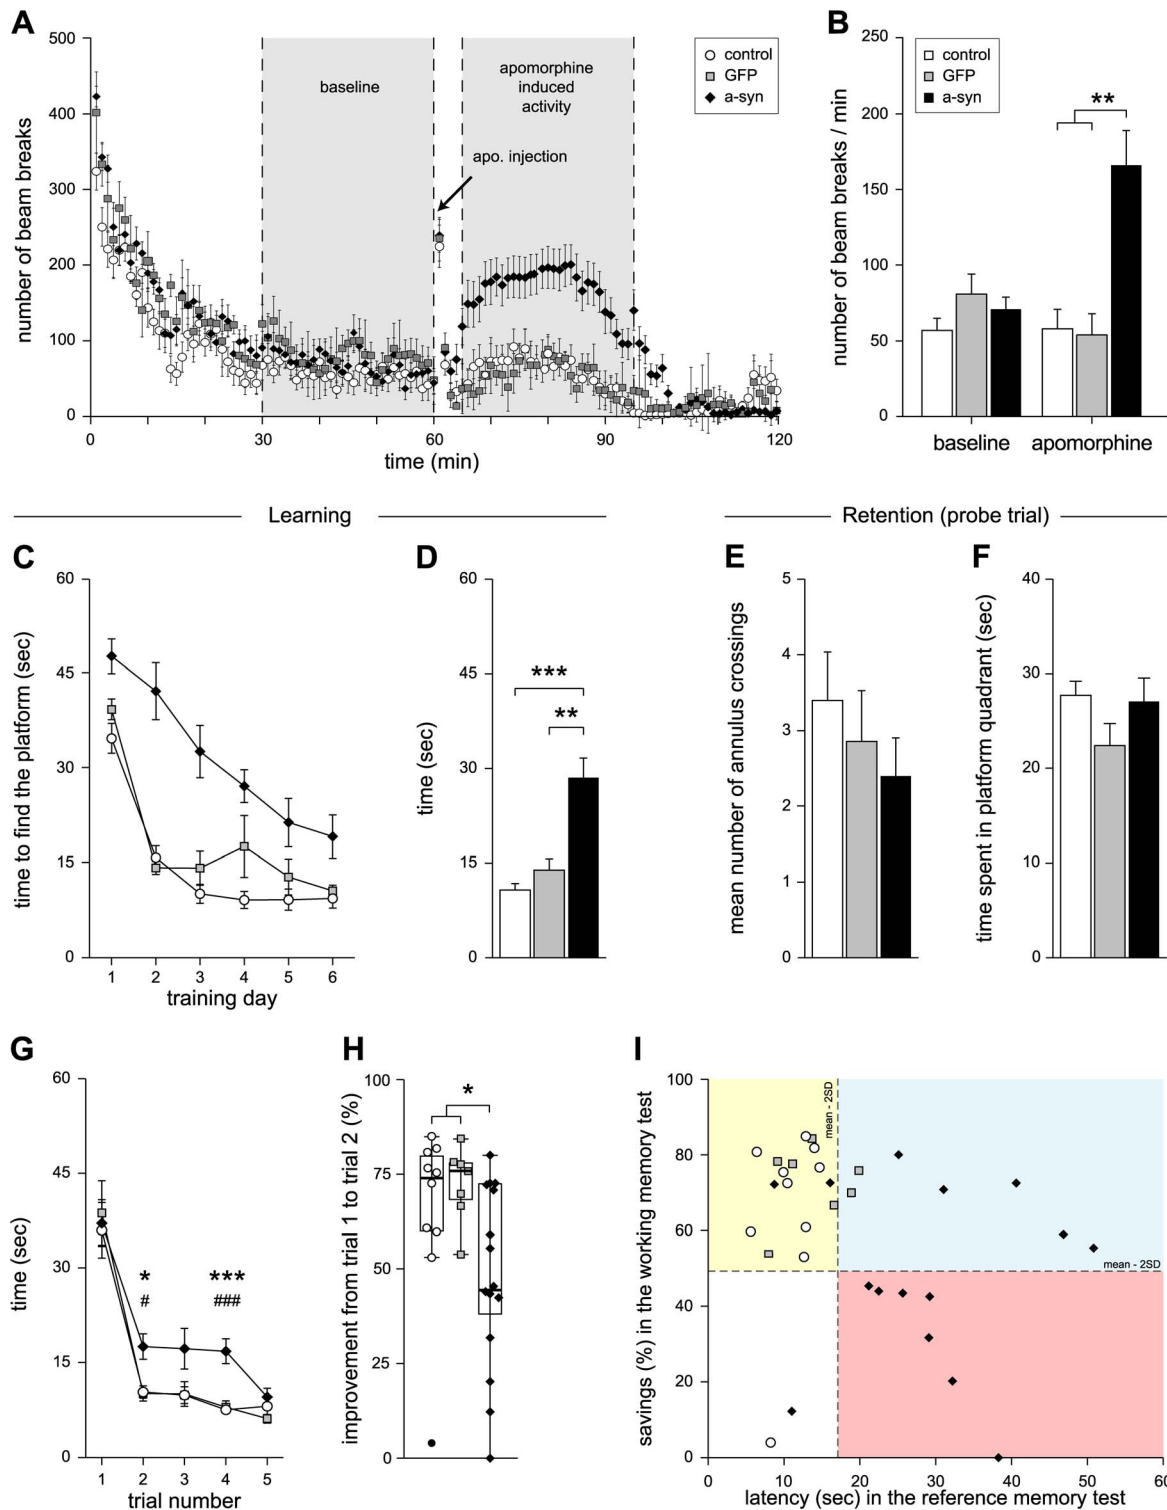 A
500
400
300
200
100
0
number of beam breaks
baseline
apomorphine
induced
activity
apo. injection
control
GFP
a-syn
0
30
60
90
120
time (min)
B
250
200
150
100
50
0
number of beam breaks / min
control
GFP
a-syn
**
baseline
apomorphine
Learning
Retention (probe trial)
C
60
45
30
15
0
time to find the platform (sec)
1
2
3
4
5
6
training day
D
60
45
30
15
0
time (sec)
***
**
E
5
4
3
2
1
0
mean number of annulus crossings
F
40
30
20
10
0
time spent in platform quadrant (sec)
G
60
45
30
15
0
time (sec)
*
#
***
###
1
2
3
4
5
trial number
H
100
75
50
25
0
improvement from trial 1 to trial 2 (%)
*
I
100
80
60
40
20
0
savings (%) in the working memory test
mean - 2SD
mean - 2SD
0
10
20
30
40
50
60
latency (sec) in the reference memory test